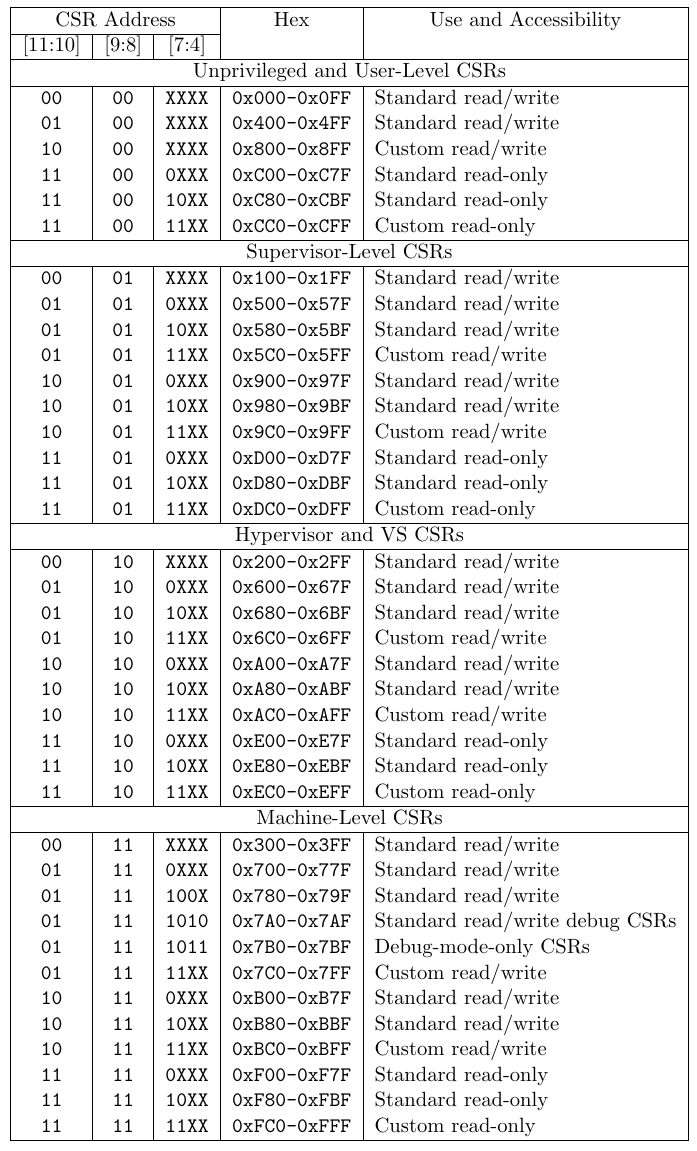 CSR Address Hex Use and Accessibility
[11:10] [9:8] [7:4]
Unprivileged and User-Level CSRs
00 00 XXXX 0x000-0x0FF Standard read/write
01 00 XXXX 0x400-0x4FF Standard read/write
10 00 XXXX 0x800-0x8FF Custom read/write
11 00 0XXX 0xC00-0xC7F Standard read-only
11 00 10XX 0xC80-0xCBF Standard read-only
11 00 11XX 0xCC0-0xCFF Custom read-only
Supervisor-Level CSRs
00 01 XXXX 0x100-0x1FF Standard read/write
01 01 0XXX 0x500-0x57F Standard read/write
01 01 10XX 0x580-0x5BF Standard read/write
01 01 11XX 0x5C0-0x5FF Custom read/write
10 01 0XXX 0x900-0x97F Standard read/write
10 01 10XX 0x980-0x9BF Standard read/write
10 01 11XX 0x9C0-0x9FF Custom read/write
11 01 0XXX 0xD00-0xD7F Standard read-only
11 01 10XX 0xD80-0xDBF Standard read-only
11 01 11XX 0xDC0-0xDFF Custom read-only
Hypervisor and VS CSRs
00 10 XXXX 0x200-0x2FF Standard read/write
01 10 0XXX 0x600-0x67F Standard read/write
01 10 10XX 0x680-0x6BF Standard read/write
01 10 11XX 0x6C0-0x6FF Custom read/write
10 10 0XXX 0xA00-0xA7F Standard read/write
10 10 10XX 0xA80-0xABF Standard read/write
10 10 11XX 0xAC0-0xAFF Custom read/write
11 10 0XXX 0xE00-0xE7F Standard read-only
11 10 10XX 0xE80-0xEBF Standard read-only
11 10 11XX 0xEC0-0xEFF Custom read-only
Machine-Level CSRs
00 11 XXXX 0x300-0x3FF Standard read/write
01 11 0XXX 0x700-0x77F Standard read/write
01 11 100X 0x780-0x79F Standard read/write
01 11 1010 0x7A0-0x7AF Standard read/write debug CSRs
01 11 1011 0x7B0-0x7BF Debug-mode-only CSRs
01 11 11XX 0x7C0-0x7FF Custom read/write
10 11 0XXX 0xB00-0xB7F Standard read/write
10 11 10XX 0xB80-0xBBF Standard read/write
10 11 11XX 0xBC0-0xBFF Custom read/write
11 11 0XXX 0xF00-0xF7F Standard read-only
11 11 10XX 0xF80-0xFBF Standard read-only
11 11 11XX 0xFC0-0xFFF Custom read-only